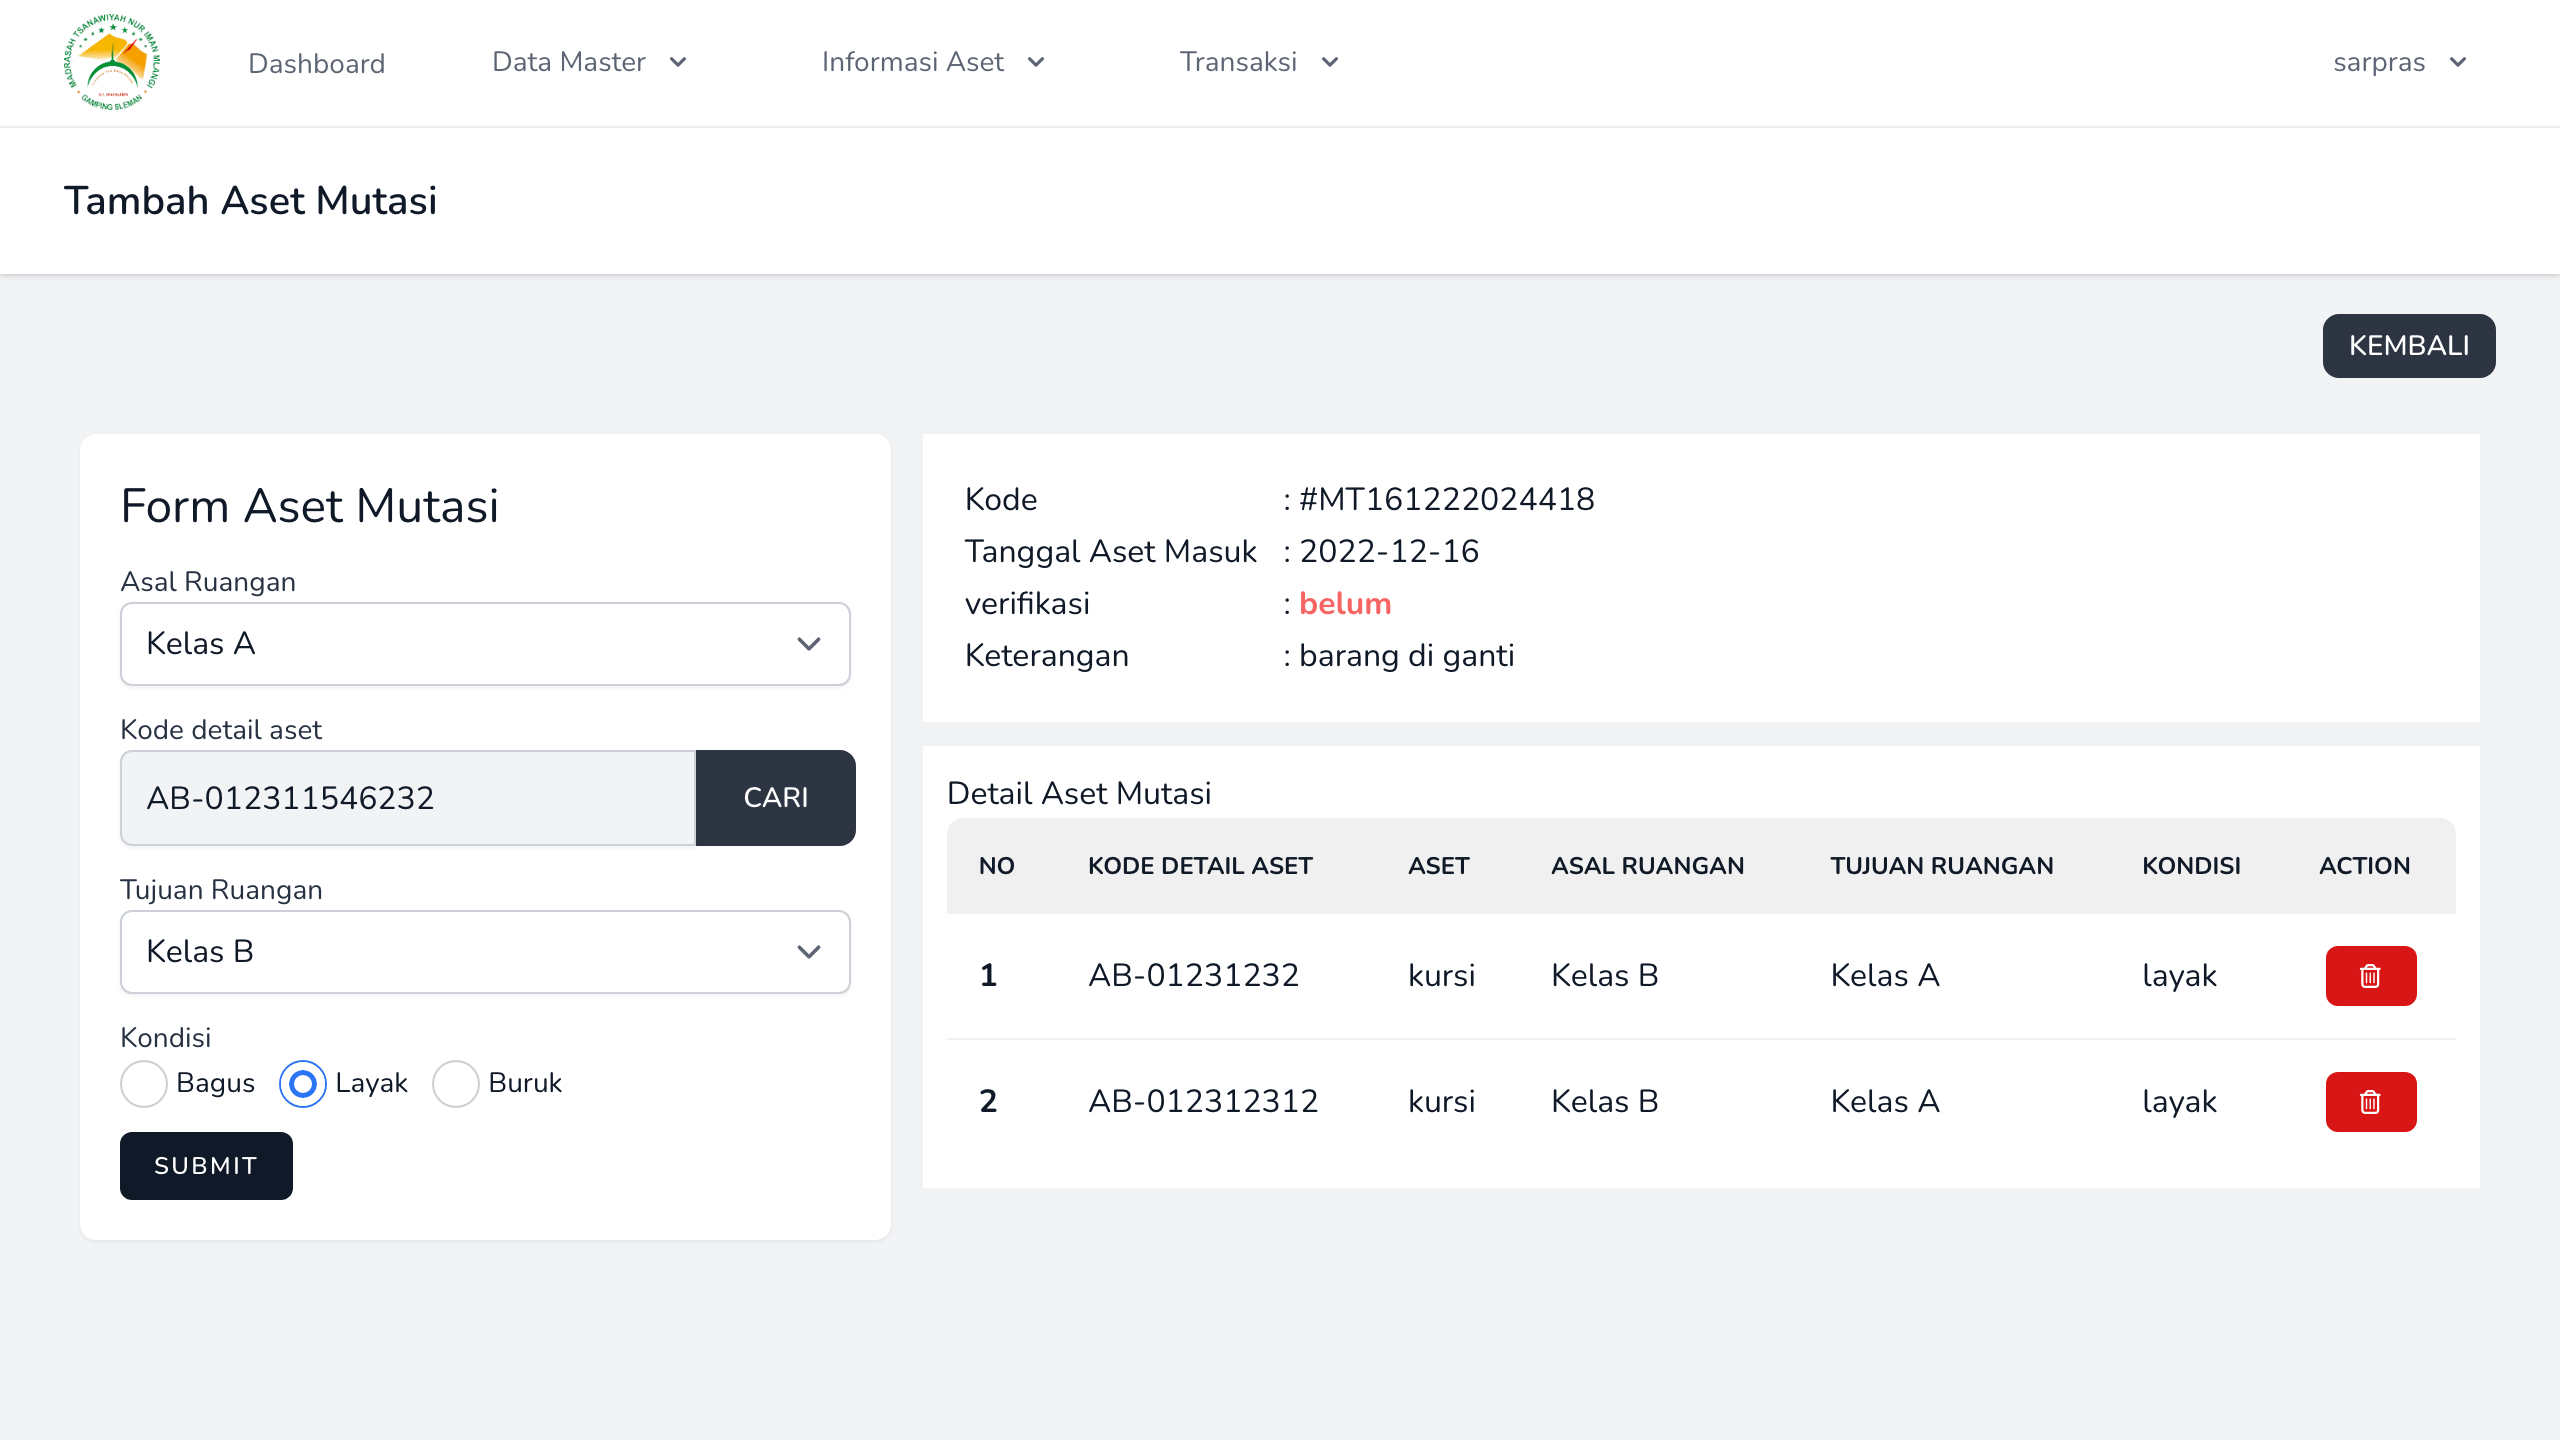 MADRASAH TSANAWIYAH NUR IMAN MLANGI
GAMPING SLEMAN
Dashboard
Data Master
Informasi Aset
Transaksi
sarpras
Tambah Aset Mutasi
KEMBALI
Form Aset Mutasi
Asal Ruangan
Kelas A
Kode detail aset
AB-012311546232
CARI
Tujuan Ruangan
Kelas B
Kondisi
Bagus
Layak
Buruk
SUBMIT
Kode : #MT161222024418
Tanggal Aset Masuk : 2022-12-16
verifikasi : belum
Keterangan : barang di ganti
Detail Aset Mutasi
NO KODE DETAIL ASET ASET ASAL RUANGAN TUJUAN RUANGAN KONDISI ACTION
1 AB-01231232 kursi Kelas B Kelas A layak
2 AB-012312312 kursi Kelas B Kelas A layak